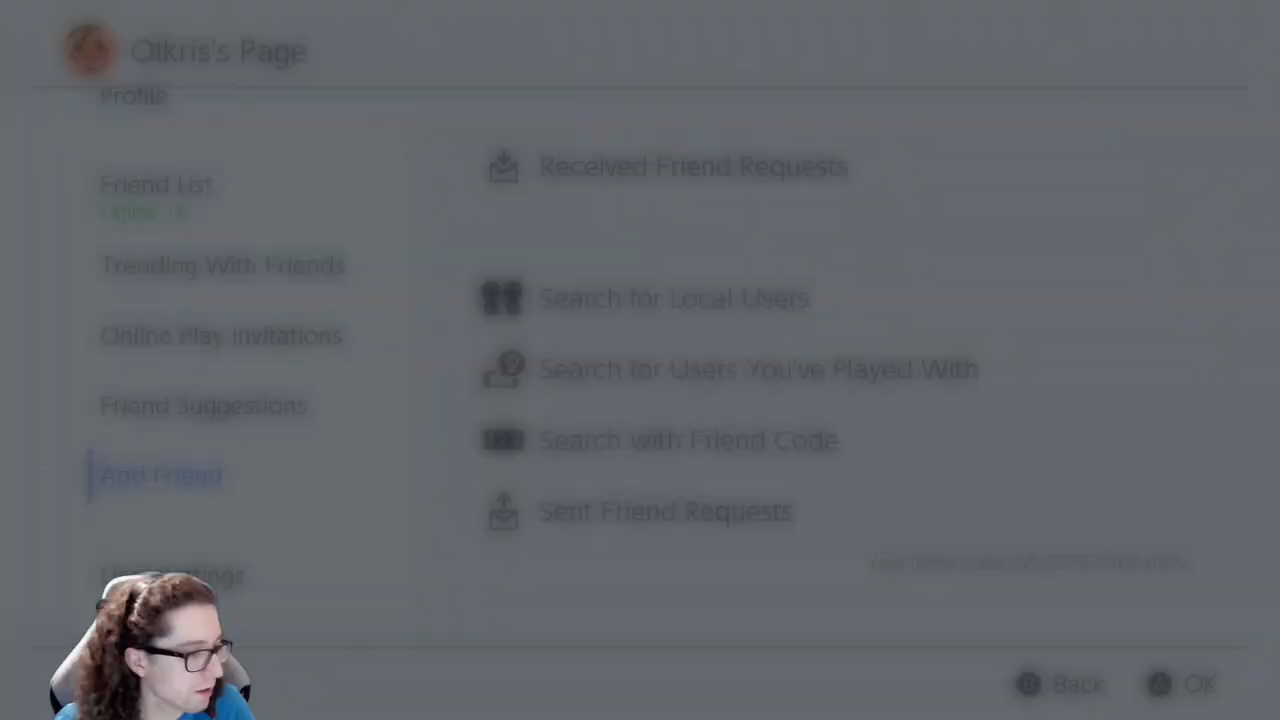 Olkris's Page
Profile
Friend List
Trending With Friends
Online Play Invitations
Friend Suggestions
Add Friend
Received Friend Requests
Search for Local Users
Search for Users You've Played With
Search with Friend Code
Sent Friend Requests
Back
OK